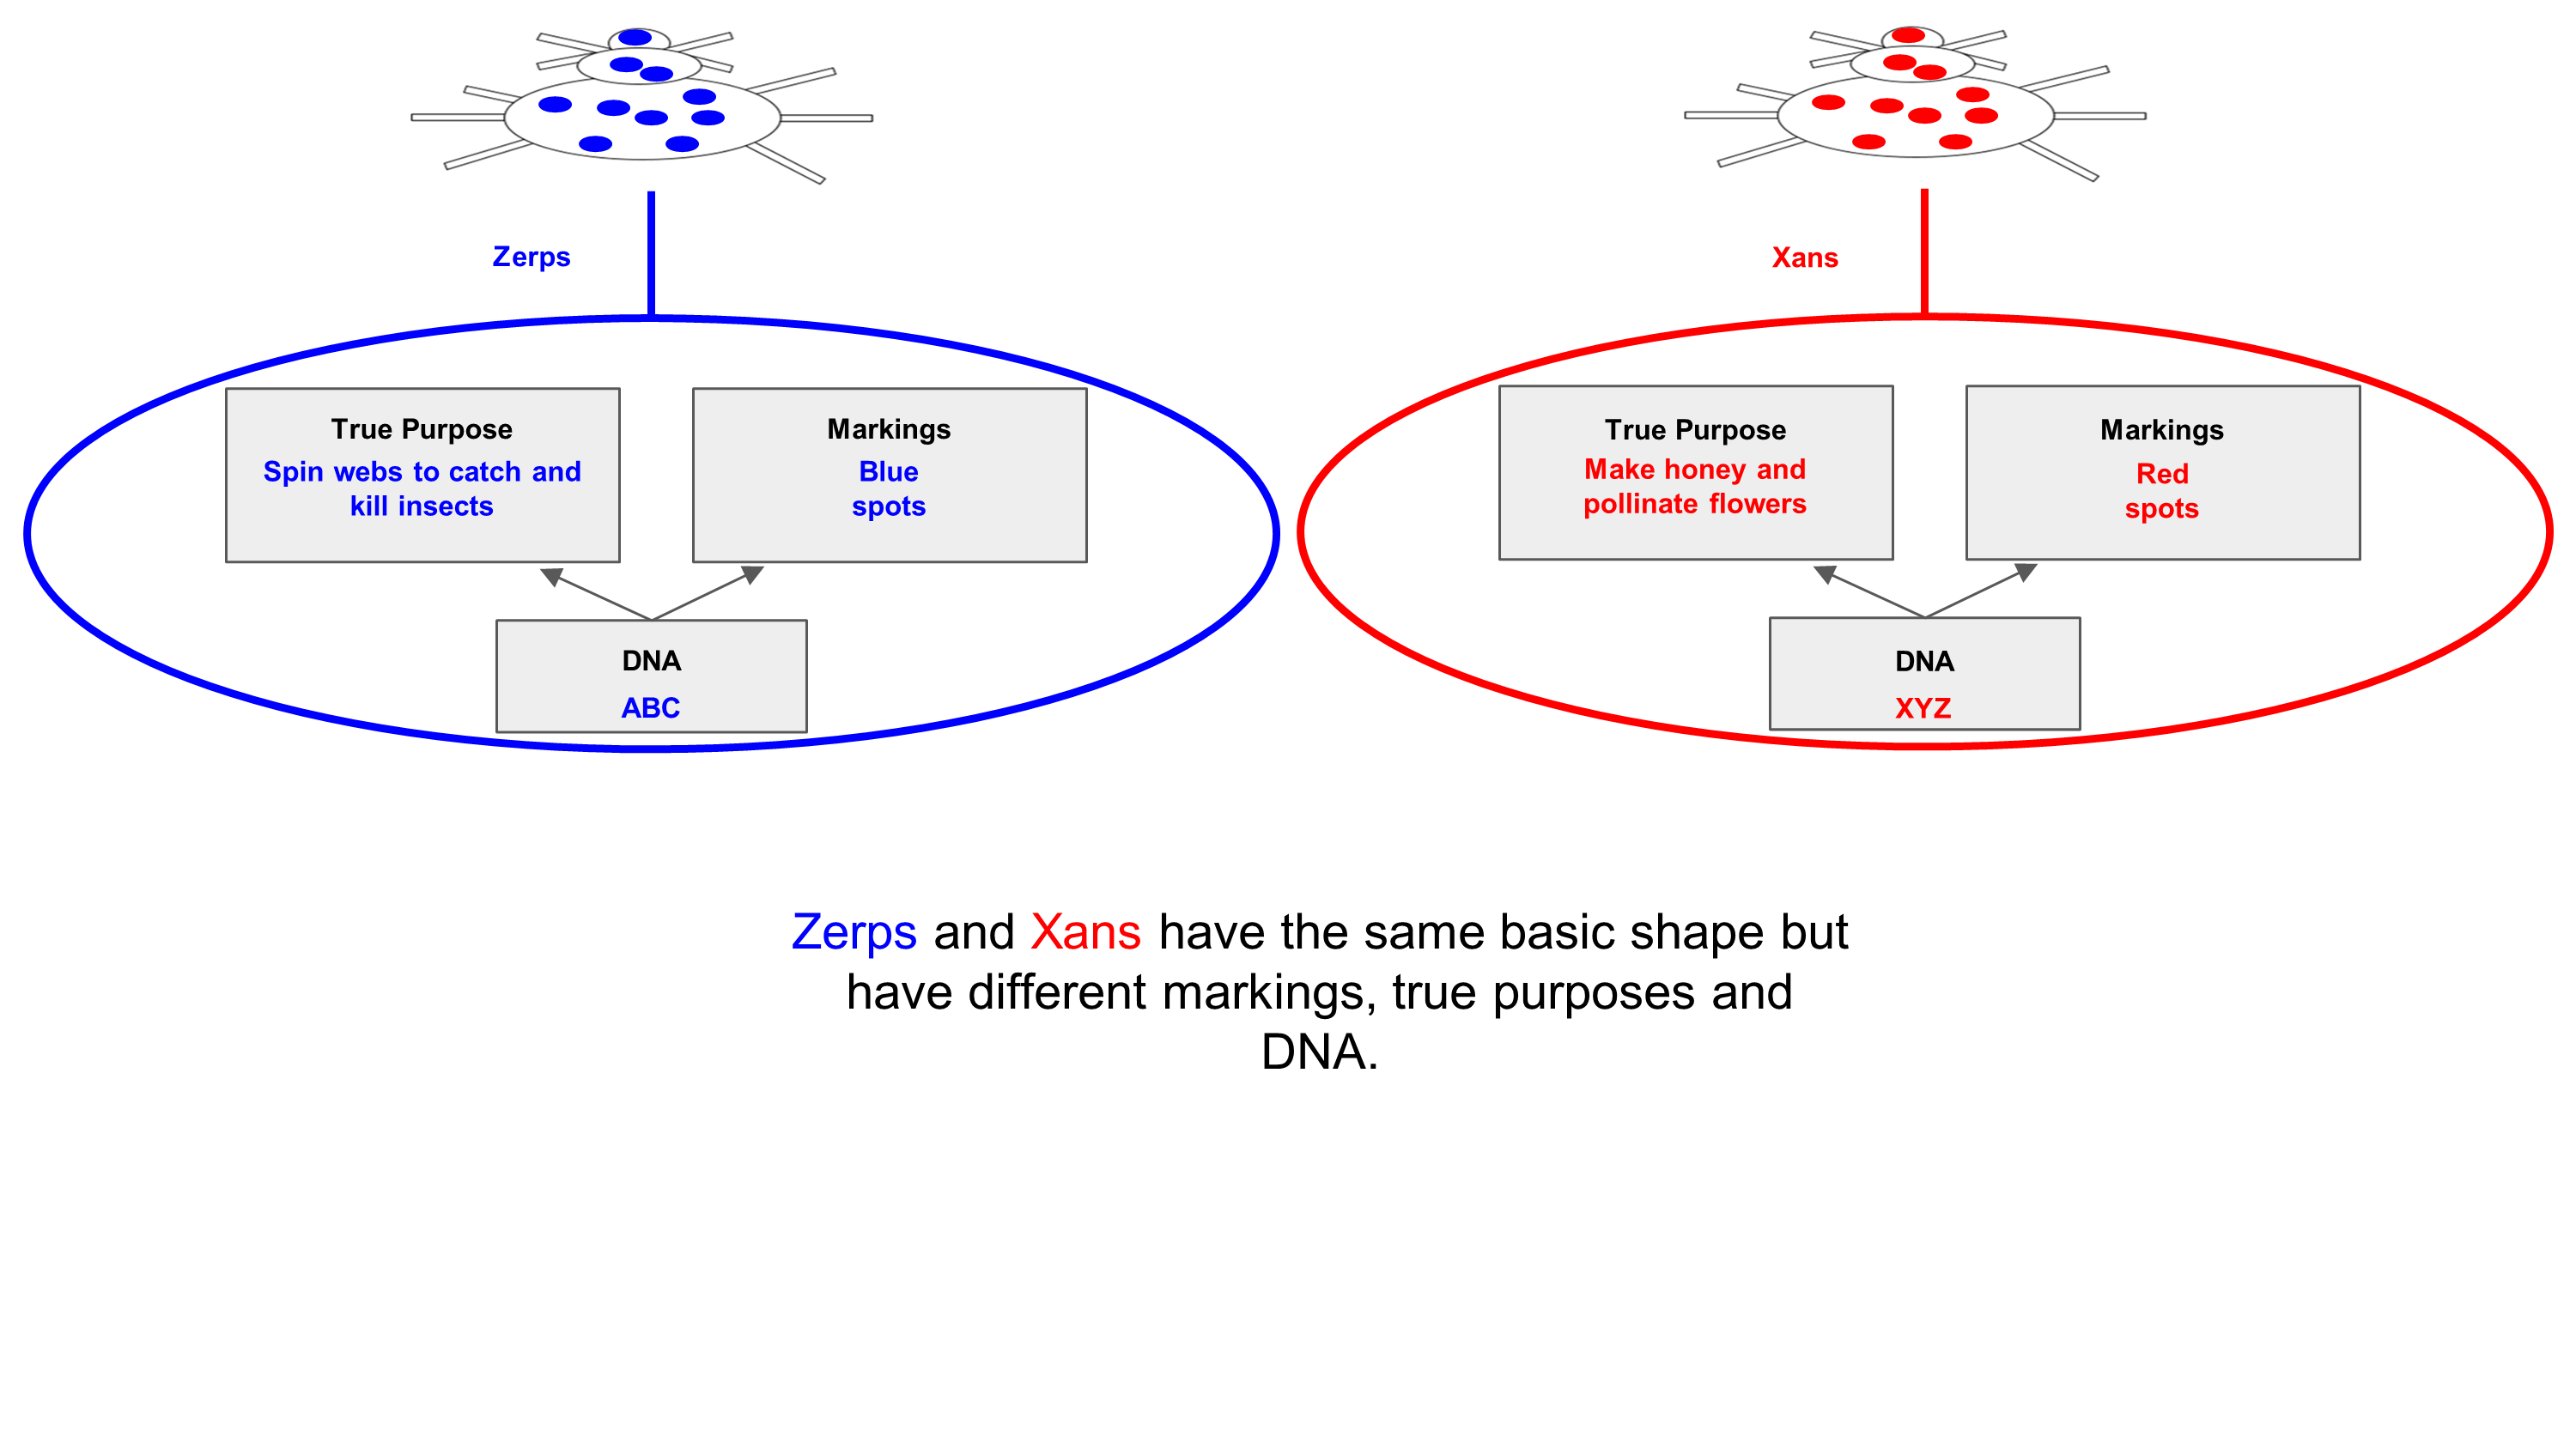 Zerps
True Purpose
Spin webs to catch and
kill insects
Markings
Blue
spots
DNA
ABC
Xans
True Purpose
Make honey and
pollinate flowers
Markings
Red
spots
DNA
XYZ
Zerps and Xans have the same basic shape but
have different markings, true purposes and
DNA.